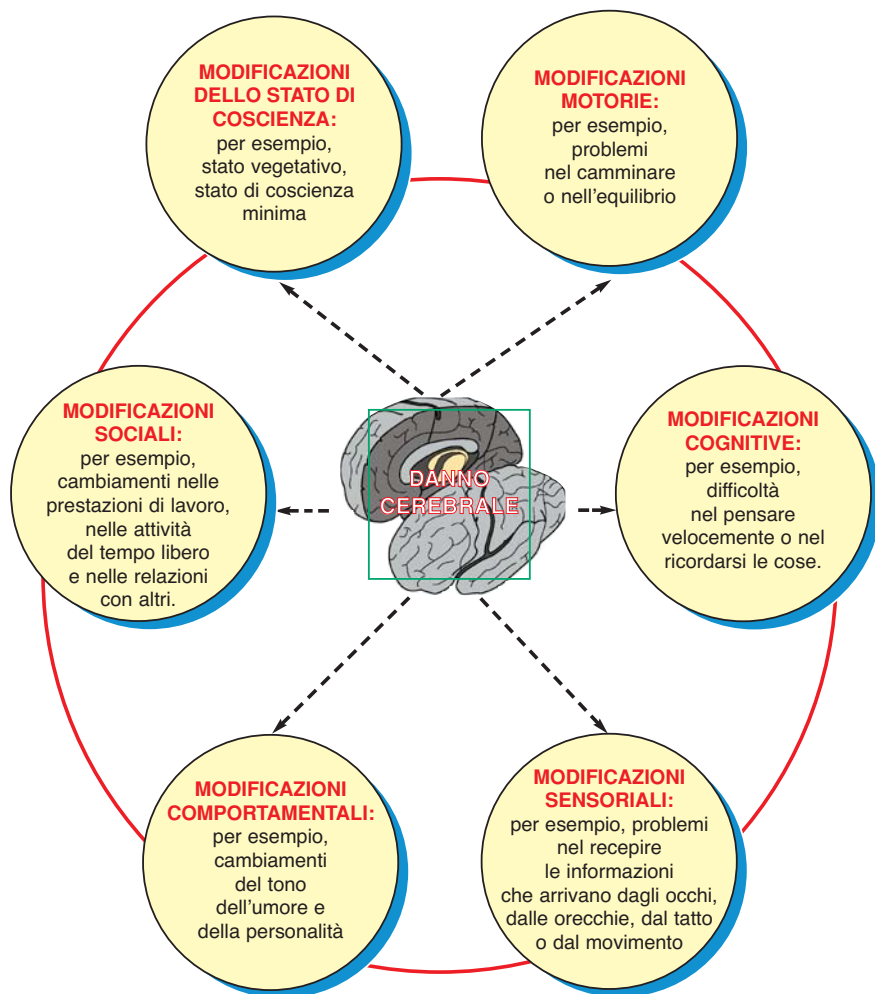 MODIFICAZIONI
DELLO STATO DI
COSCIENZA:
per esempio,
stato vegetativo,
stato di coscienza
minima
MODIFICAZIONI
MOTORIE:
per esempio,
problemi
nel camminare
o nell'equilibrio
MODIFICAZIONI
SOCIALI:
per esempio,
cambiamenti nelle
prestazioni di lavoro,
nelle attività
del tempo libero
e nelle relazioni
con altri.
DANNO
CEREBRALE
MODIFICAZIONI
COGNITIVE:
per esempio,
difficoltà
nel pensare
velocemente o nel
ricordarsi le cose.
MODIFICAZIONI
COMPORTAMENTALI:
per esempio,
cambiamenti
del tono
dell'umore e
della personalità
MODIFICAZIONI
SENSORIALI:
per esempio, problemi
nel recepire
le informazioni
che arrivano dagli occhi,
dalle orecchie, dal tatto
o dal movimento